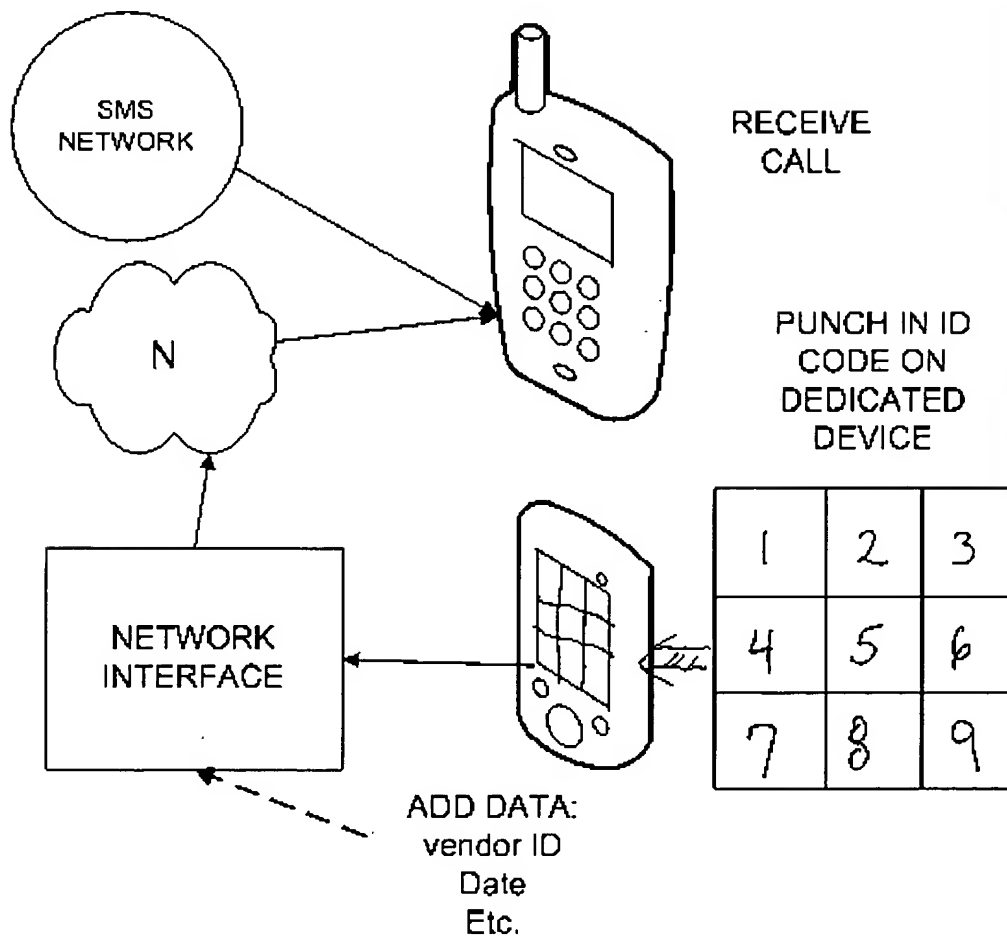 SMS
NETWORK
RECEIVE
CALL
N
PUNCH IN ID
CODE ON
DEDICATED
DEVICE
1 2 3
4 5 6
7 8 9
NETWORK
INTERFACE
ADD DATA:
vendor ID
Date
Etc.